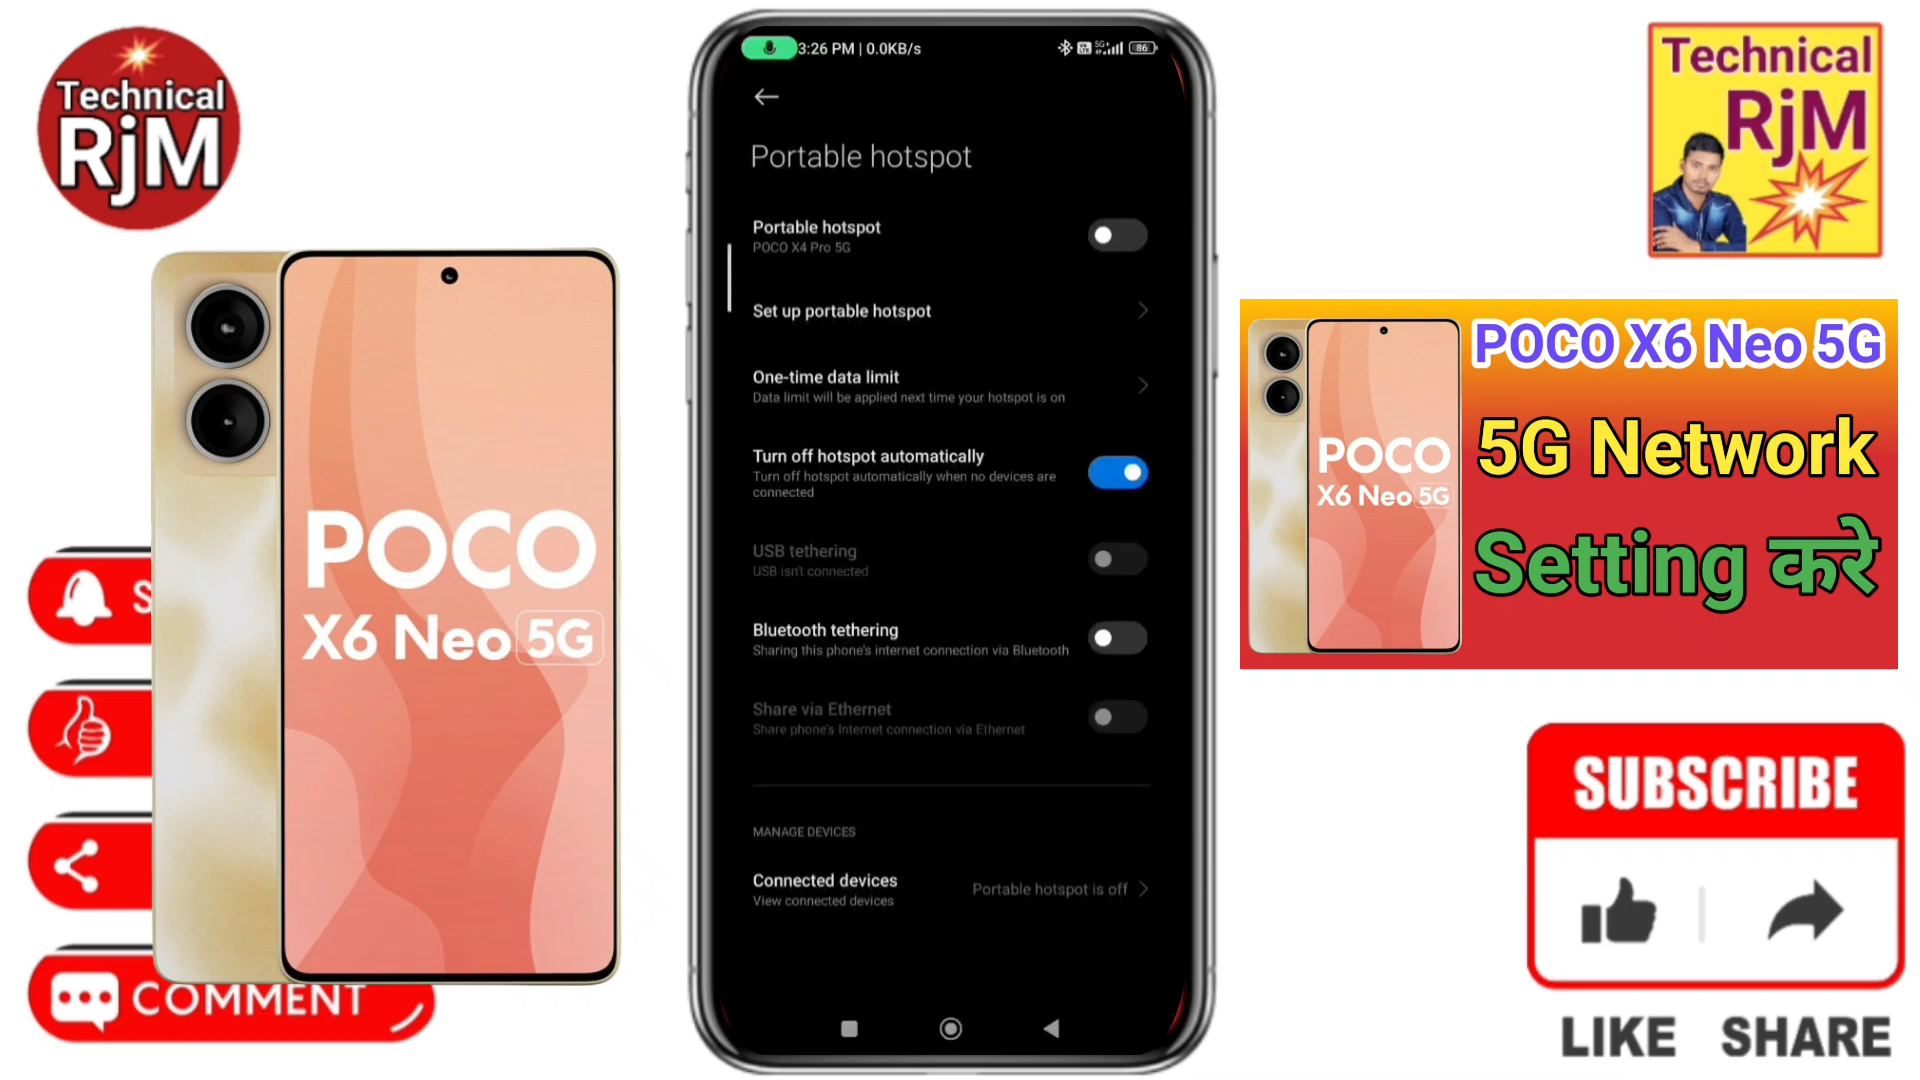 Technical
RjM
POCO
X6 Neo 5G
COMMENT
3:26 PM | 0.0KB/s
5G+
86
Portable hotspot
Portable hotspot
POCO X4 Pro 5G
Set up portable hotspot
One-time data limit
Data limit will be applied next time your hotspot is on
Turn off hotspot automatically
Turn off hotspot automatically when no devices are
connected
USB tethering
USB isn't connected
Bluetooth tethering
Sharing this phone's internet connection via Bluetooth
Share via Ethernet
Share phone's Internet connection via Ethernet
MANAGE DEVICES
Connected devices
View connected devices
Portable hotspot is off
Technical
RjM
POCO X6 Neo 5G
5G Network
Setting करे
POCO
X6 Neo 5G
SUBSCRIBE
LIKE SHARE